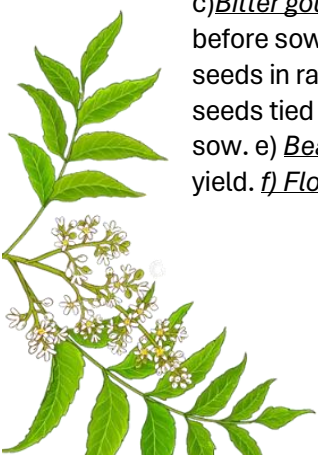 c)Bitter gou
before sow
seeds in ra
seeds tied
sow. e) Bea
yield. f) Flo